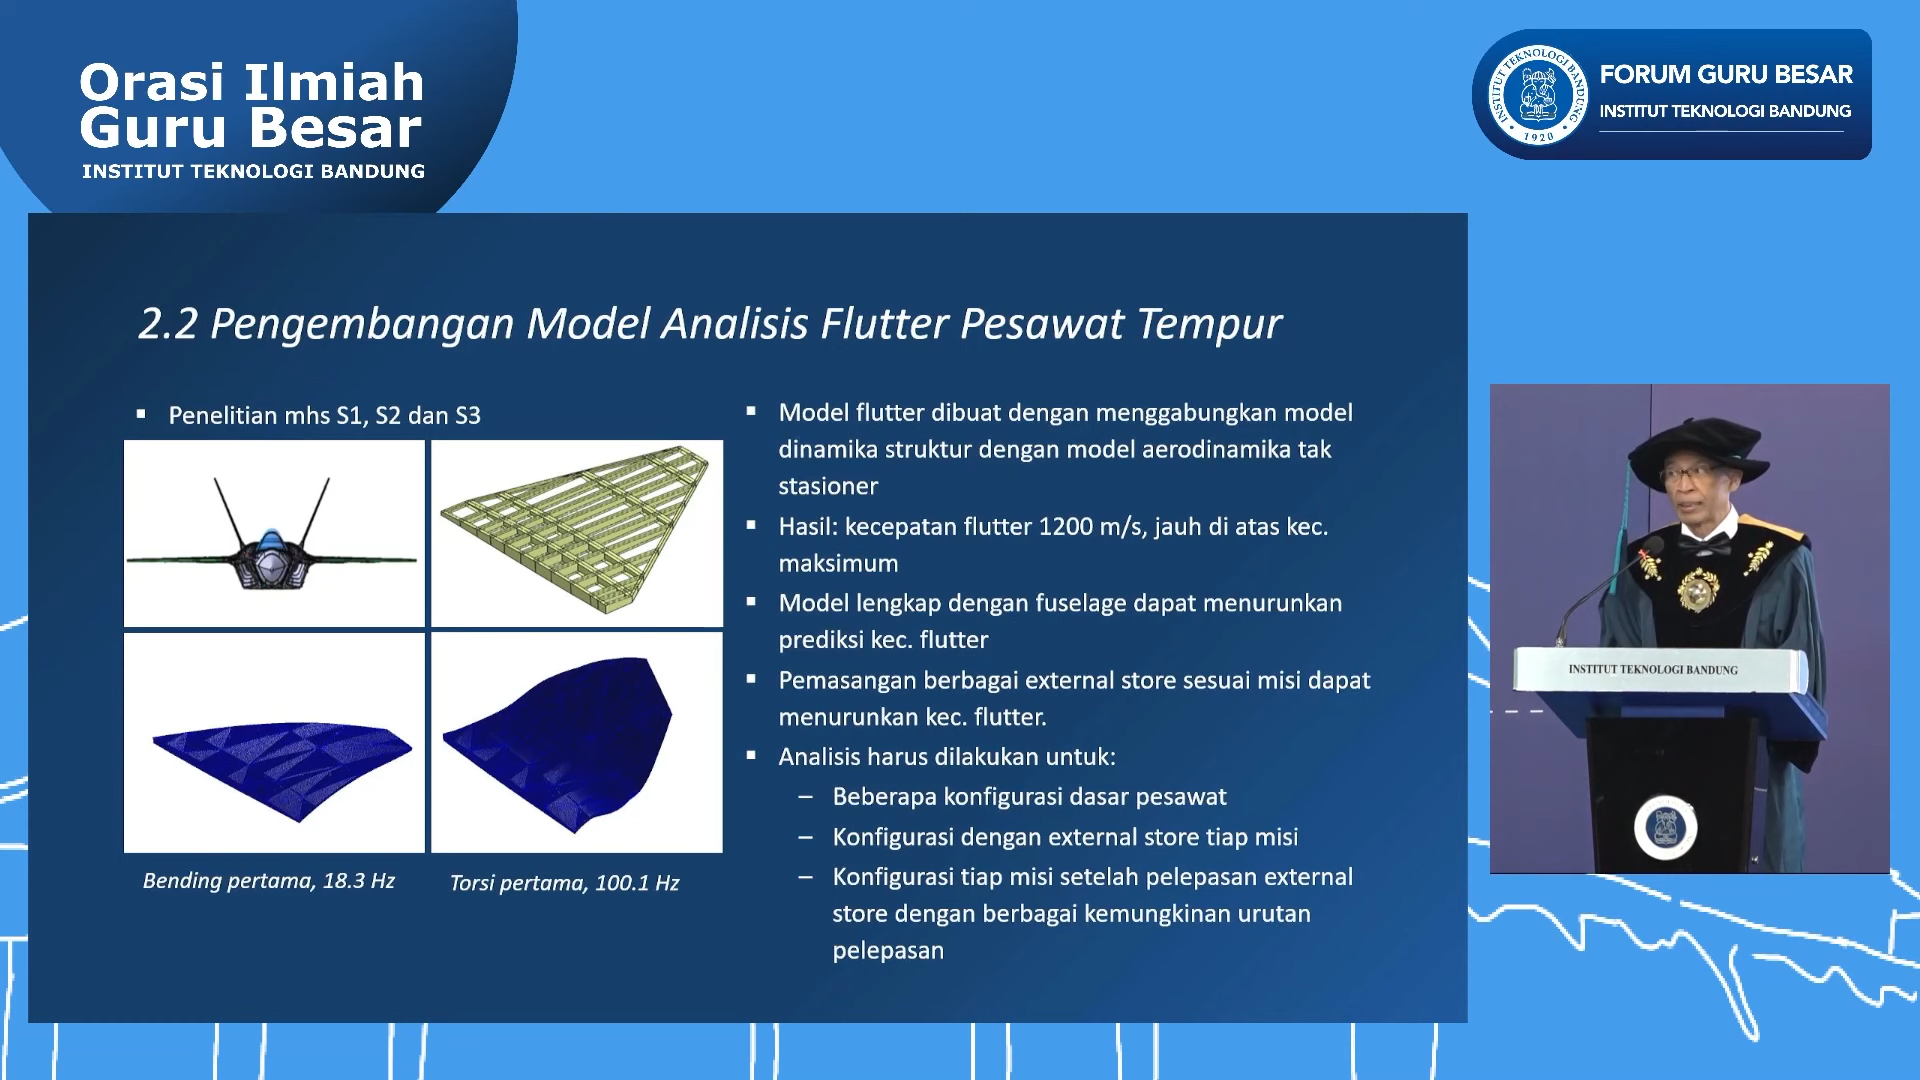 Orasi Ilmiah
Guru Besar
INSTITUT TEKNOLOGI BANDUNG
INSTITUT TEKNOLOGI BANDUNG
1920
FORUM GURU BESAR
INSTITUT TEKNOLOGI BANDUNG
2.2 Pengembangan Model Analisis Flutter Pesawat Tempur
▪ Penelitian mhs S1, S2 dan S3
Bending pertama, 18.3 Hz
Torsi pertama, 100.1 Hz
▪ Model flutter dibuat dengan menggabungkan model
dinamika struktur dengan model aerodinamika tak
stasioner
▪ Hasil: kecepatan flutter 1200 m/s, jauh di atas kec.
maksimum
▪ Model lengkap dengan fuselage dapat menurunkan
prediksi kec. flutter
▪ Pemasangan berbagai external store sesuai misi dapat
menurunkan kec. flutter.
▪ Analisis harus dilakukan untuk:
– Beberapa konfigurasi dasar pesawat
– Konfigurasi dengan external store tiap misi
– Konfigurasi tiap misi setelah pelepasan external
store dengan berbagai kemungkinan urutan
pelepasan
INSTITUT TEKNOLOGI BANDUNG